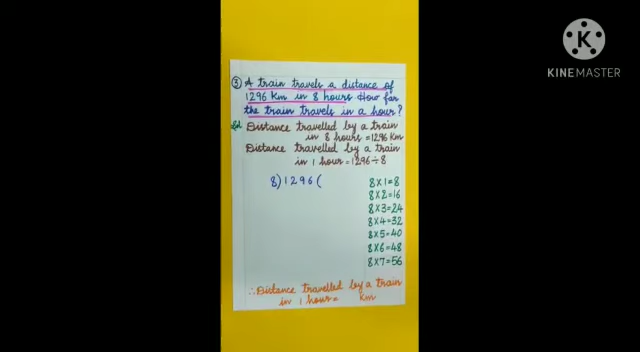 KINEMASTER
③ A train travels a distance of
1296 Km in 8 hours How far
the train travels in a hour?
Sol Distance travelled by a train
in 8 hours = 1296 Km
Distance travelled by a train
in 1 hour = 1296 ÷ 8
8)1296(
8 × 1 = 8
8 × 2 = 16
8 × 3 = 24
8 × 4 = 32
8 × 5 = 40
8 × 6 = 48
8 × 7 = 56
∴ Distance travelled by a train
in 1 hour = Km